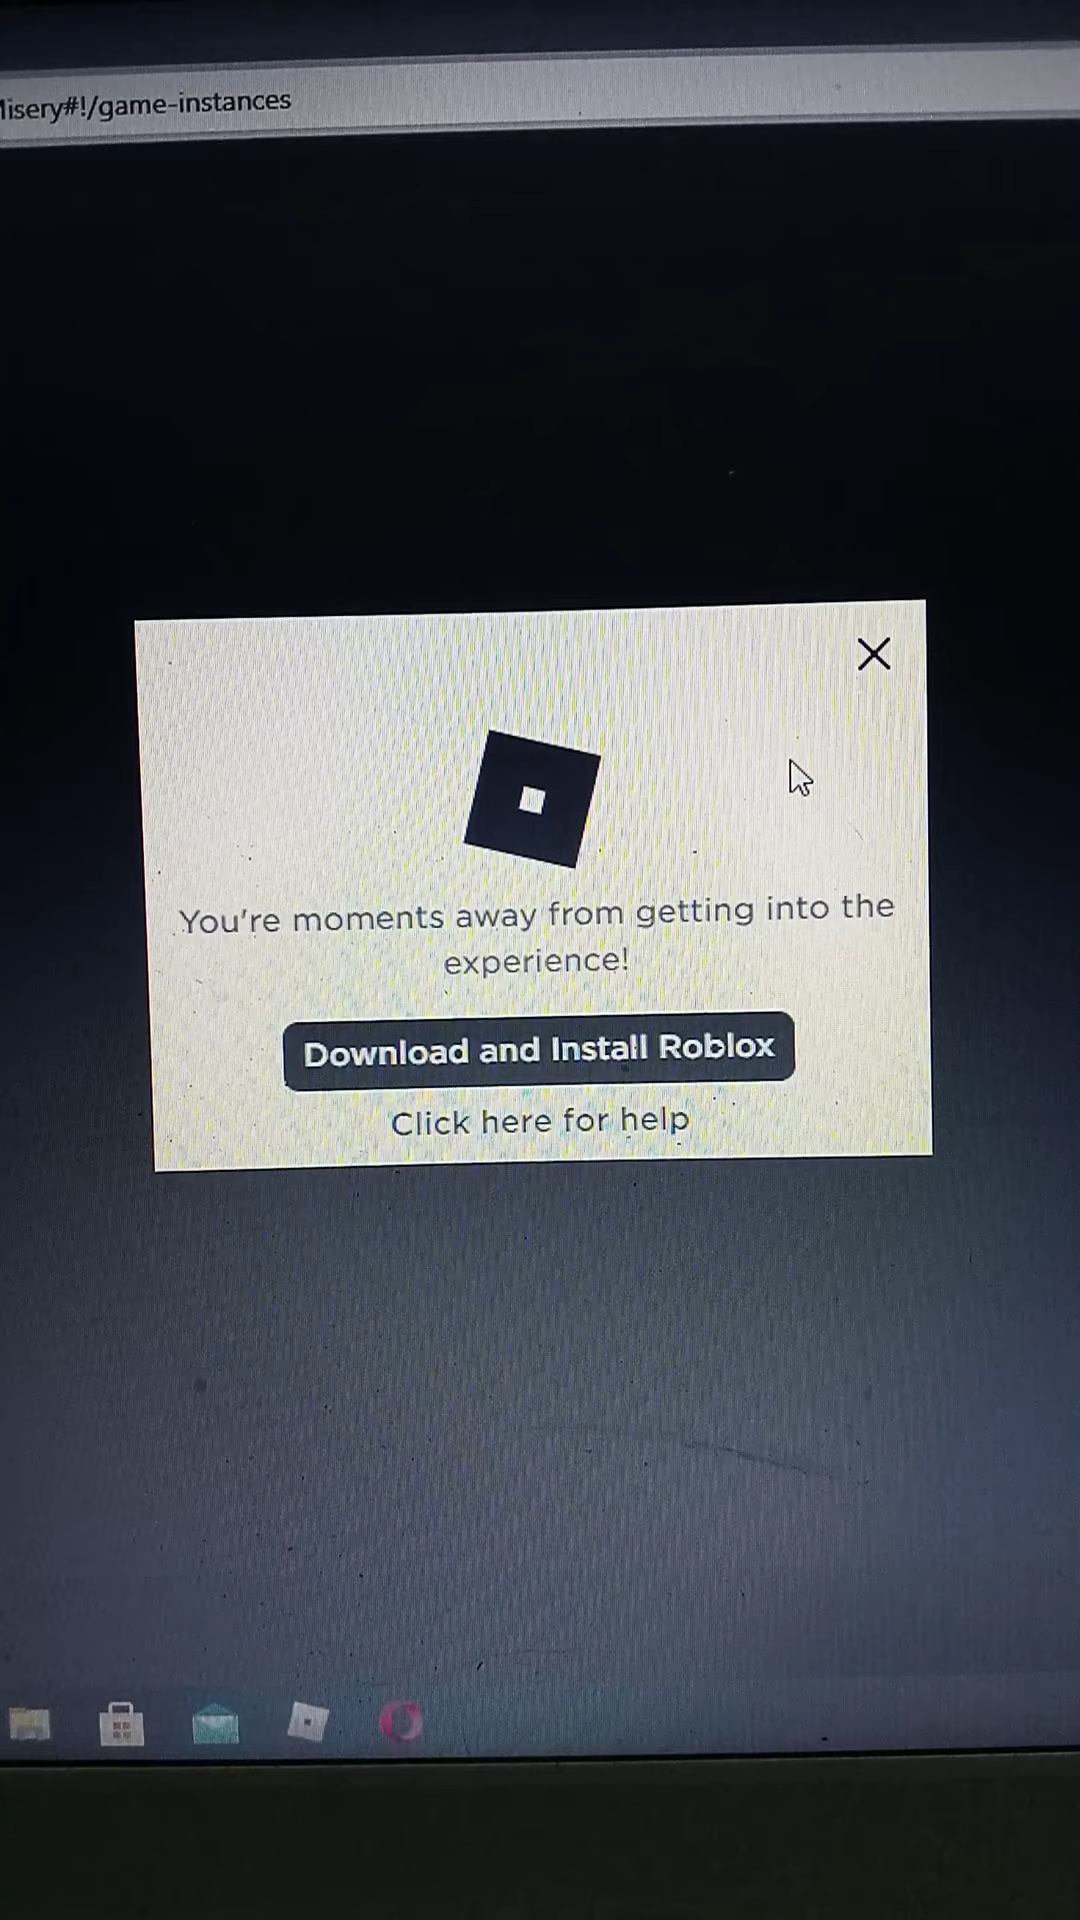 isery#!/game-instances
You're moments away from getting into the
experience!
Download and Install Roblox
Click here for help